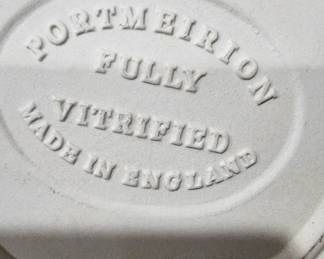 PORTMEIRION
FULLY
VITRIFIED
MADE IN ENGLAND